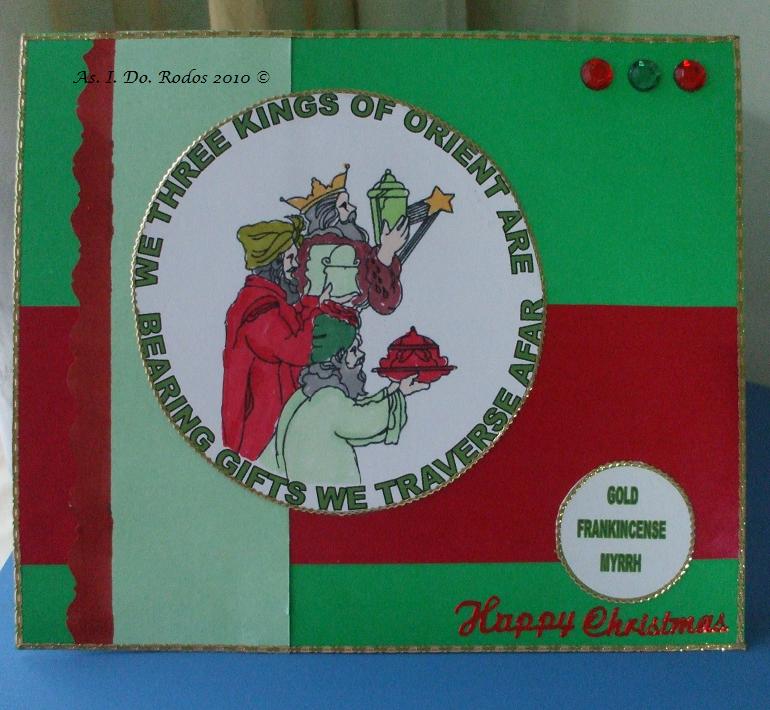 As. I. Do. Rodos 2010 ©
WE THREE KINGS OF ORIENT ARE
BEARING GIFTS WE TRAVERSE AFAR
GOLD
FRANKINCENSE
MYRRH
Happy Christmas